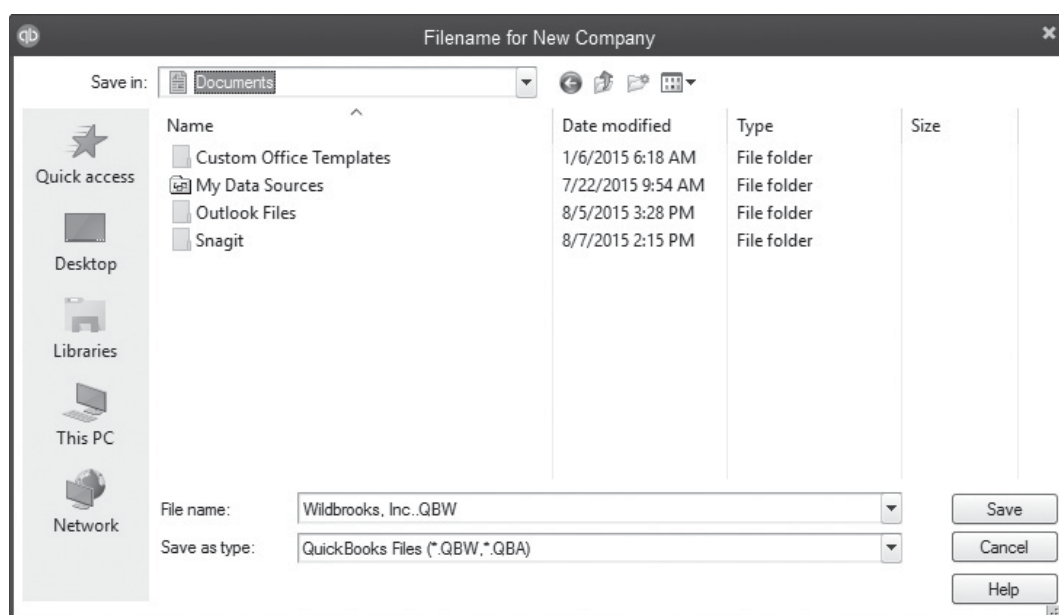 qb Filename for New Company
Save in: Documents
Name Date modified Type Size
Custom Office Templates 1/6/2015 6:18 AM File folder
My Data Sources 7/22/2015 9:54 AM File folder
Outlook Files 8/5/2015 3:28 PM File folder
Snagit 8/7/2015 2:15 PM File folder
Quick access
Desktop
Libraries
This PC
Network
File name: Wildbrooks, Inc..QBW Save
Save as type: QuickBooks Files (*.QBW,*.QBA) Cancel
Help